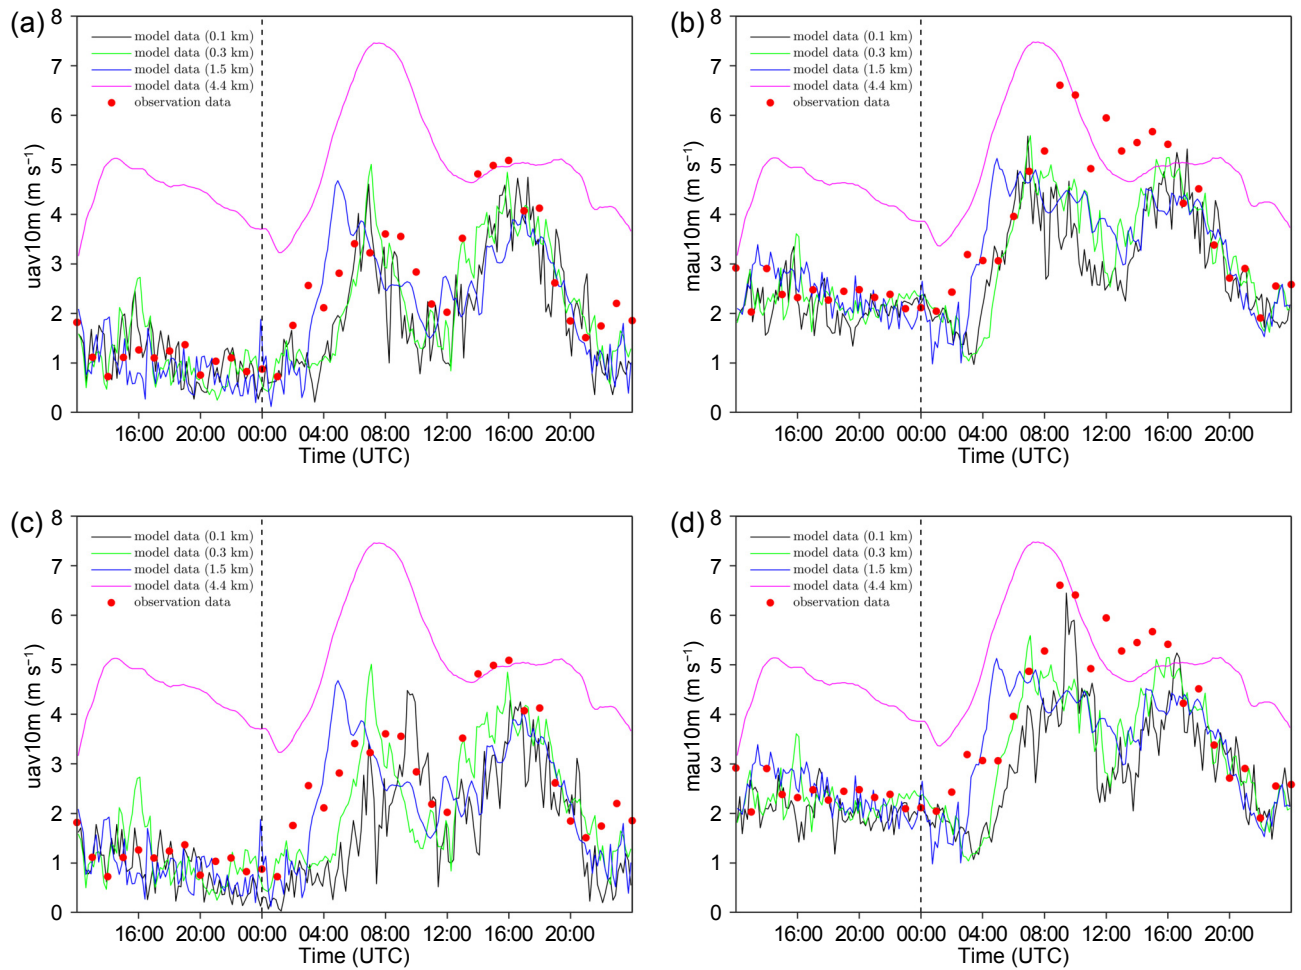 (a)
8
7
6
5
4
3
2
1
0
uav10m (m s⁻¹)
model data (0.1 km)
model data (0.3 km)
model data (1.5 km)
model data (4.4 km)
observation data
16:00 20:00 00:00 04:00 08:00 12:00 16:00 20:00
Time (UTC)
(b)
8
7
6
5
4
3
2
1
0
mau10m (m s⁻¹)
model data (0.1 km)
model data (0.3 km)
model data (1.5 km)
model data (4.4 km)
observation data
16:00 20:00 00:00 04:00 08:00 12:00 16:00 20:00
Time (UTC)
(c)
8
7
6
5
4
3
2
1
0
uav10m (m s⁻¹)
model data (0.1 km)
model data (0.3 km)
model data (1.5 km)
model data (4.4 km)
observation data
16:00 20:00 00:00 04:00 08:00 12:00 16:00 20:00
Time (UTC)
(d)
8
7
6
5
4
3
2
1
0
mau10m (m s⁻¹)
model data (0.1 km)
model data (0.3 km)
model data (1.5 km)
model data (4.4 km)
observation data
16:00 20:00 00:00 04:00 08:00 12:00 16:00 20:00
Time (UTC)